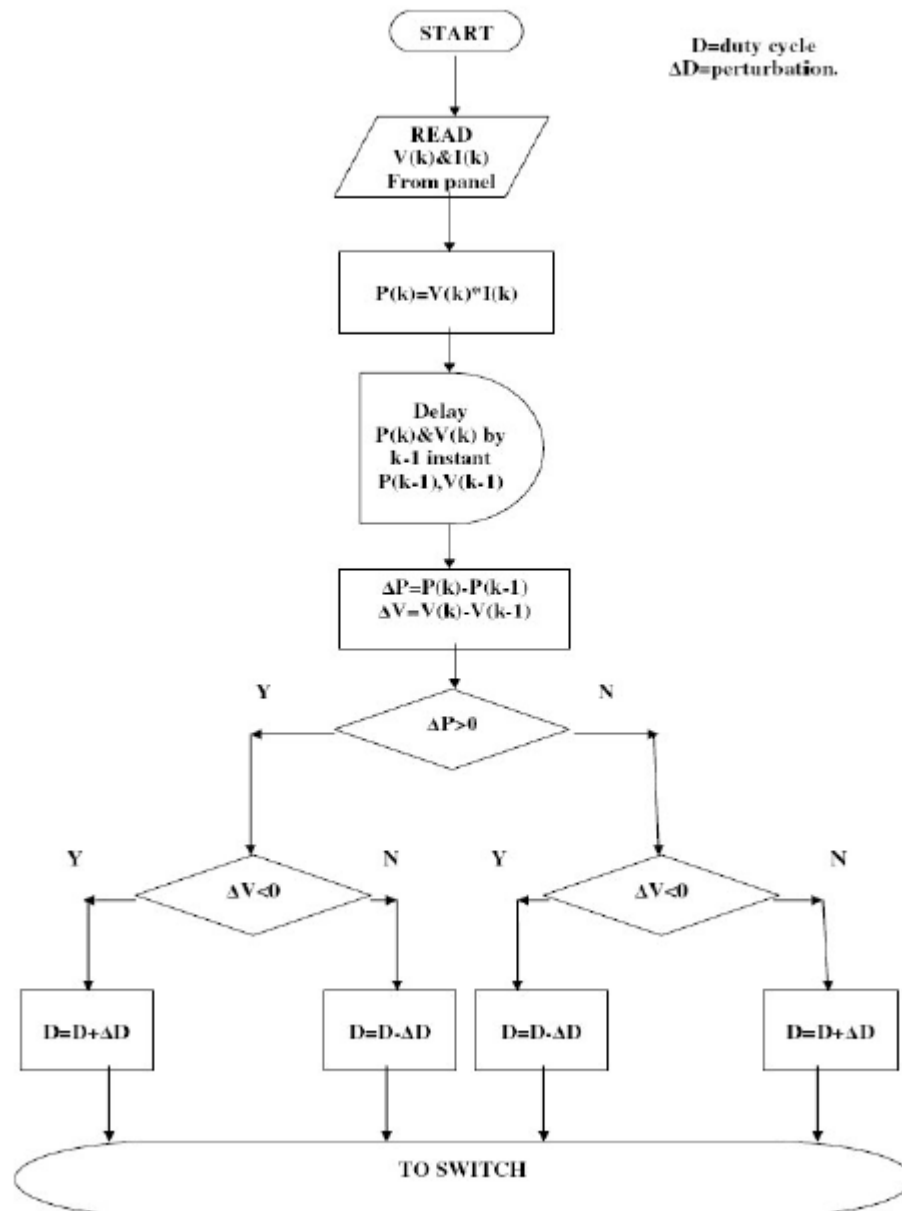 START
D=duty cycle
ΔD=perturbation.
READ
V(k)&I(k)
From panel
P(k)=V(k)*I(k)
Delay
P(k)&V(k) by
k-1 instant
P(k-1),V(k-1)
ΔP=P(k)-P(k-1)
ΔV=V(k)-V(k-1)
Y
N
ΔP>0
Y
N
Y
N
ΔV<0
ΔV<0
D=D+ΔD
D=D-ΔD
D=D-ΔD
D=D+ΔD
TO SWITCH